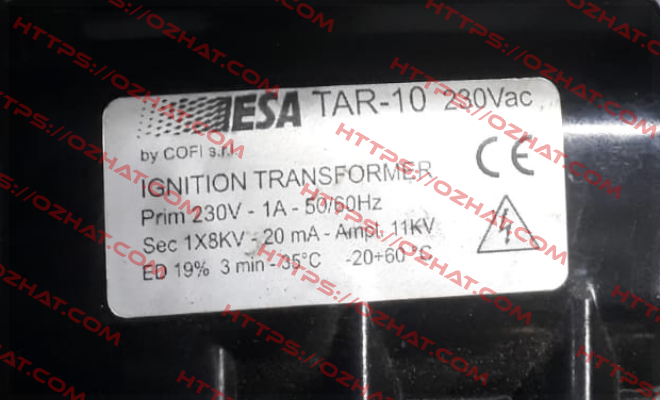 ESA TAR-10 230Vac
by COFI s.r.l.
IGNITION TRANSFORMER
CE
Prim 230V - 1A - 50/60Hz
Sec 1X8KV - 20 mA - Ampl. 11KV
ED 19% 3 min - 35°C -20÷60°C
HTTPS://OZHAT.COM